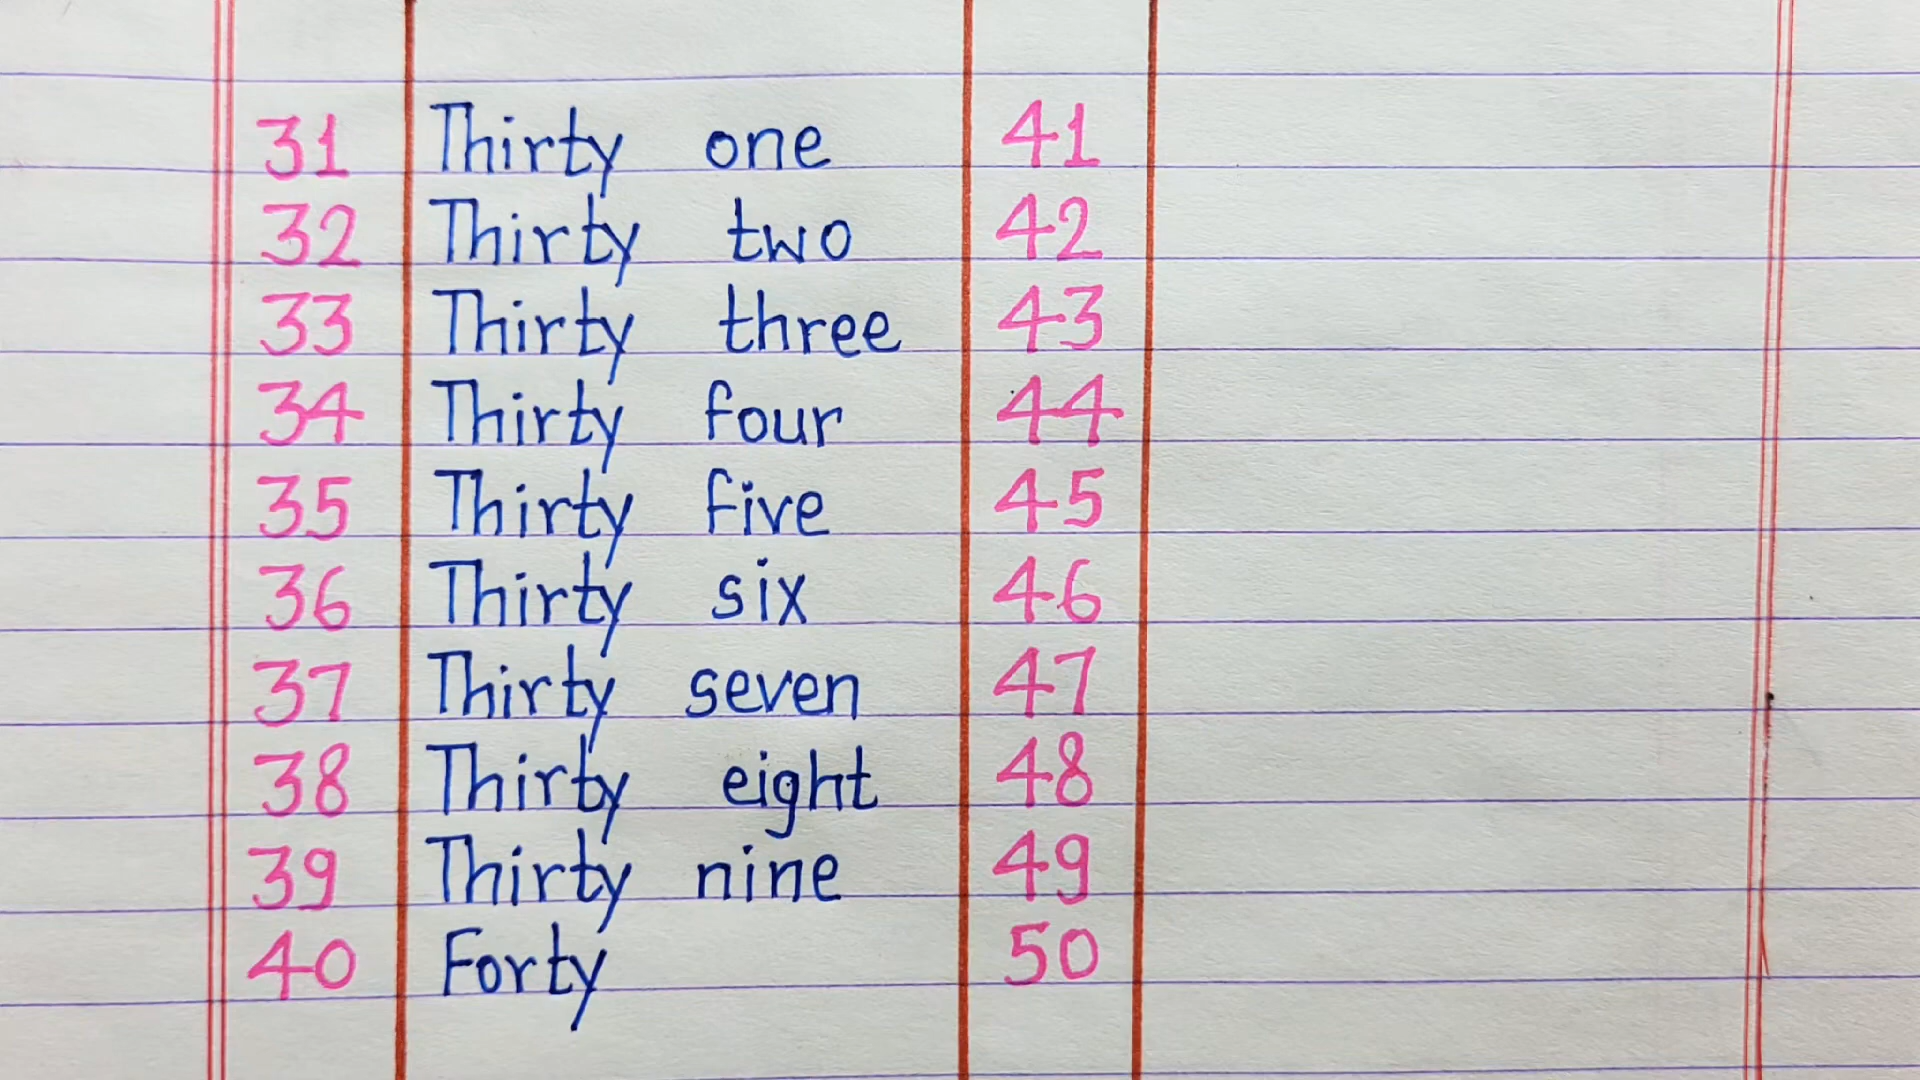 31 Thirty one 41
32 Thirty two 42
33 Thirty three 43
34 Thirty four 44
35 Thirty five 45
36 Thirty six 46
37 Thirty seven 47
38 Thirty eight 48
39 Thirty nine 49
40 Forty 50